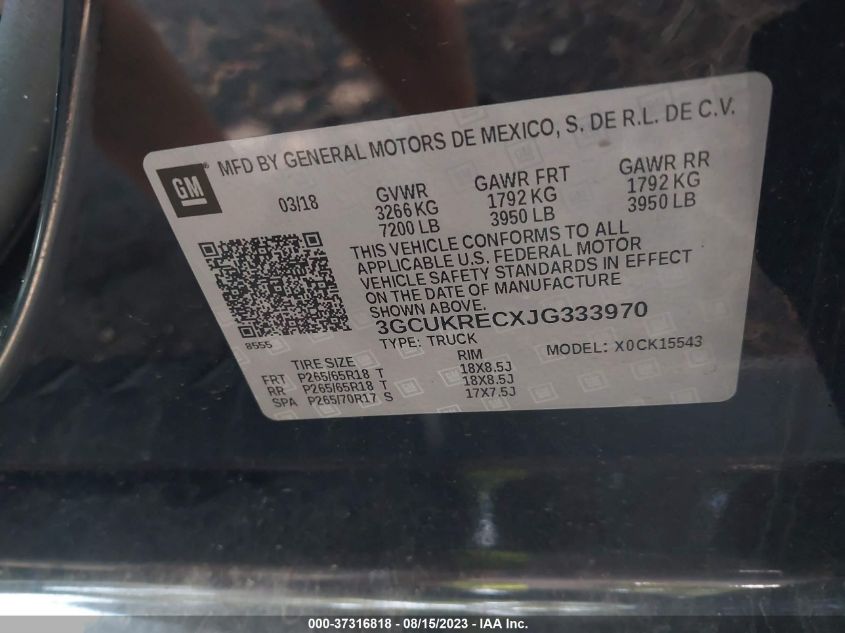 GM
MFD BY GENERAL MOTORS DE MEXICO, S. DE R.L. DE C.V.
03/18 GVWR GAWR FRT GAWR RR
3266 KG 1792 KG 1792 KG
7200 LB 3950 LB 3950 LB
THIS VEHICLE CONFORMS TO ALL
APPLICABLE U.S. FEDERAL MOTOR
VEHICLE SAFETY STANDARDS IN EFFECT
ON THE DATE OF MANUFACTURE
SHOWN ABOVE.
8555
3GCUKRECXJG333970
TYPE: TRUCK MODEL: X0CK15543
TIRE SIZE RIM
FRT P265/65R18 T 18X8.5J
RR P265/65R18 T 18X8.5J
SPA P265/70R17 S 17X7.5J
000-37316818 - 08/15/2023 - IAAI Inc.